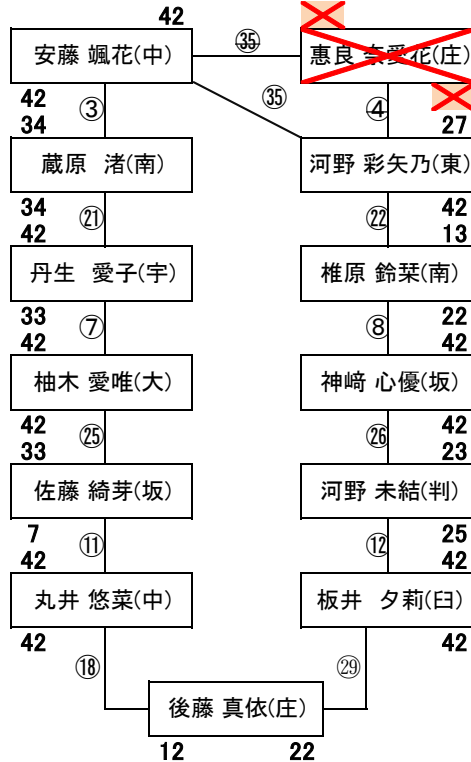 42
安藤 颯花(中) ㉟ 惠良 奈愛花(庄)
42 ③ ㉟ ④
34 27
蔵原 渚(南) 河野 彩矢乃(東)
34 ㉑ ㉒ 42
42 13
丹生 愛子(宇) 椎原 鈴栞(南)
33 ⑦ ⑧ 22
42 42
柚木 愛唯(大) 神﨑 心優(坂)
42 ㉕ ㉖ 42
33 23
佐藤 綺芽(坂) 河野 未結(判)
7 ⑪ ⑫ 25
42 42
丸井 悠菜(中) 板井 夕莉(臼)
42 ⑱ ㉙ 42
後藤 真依(庄)
12 22